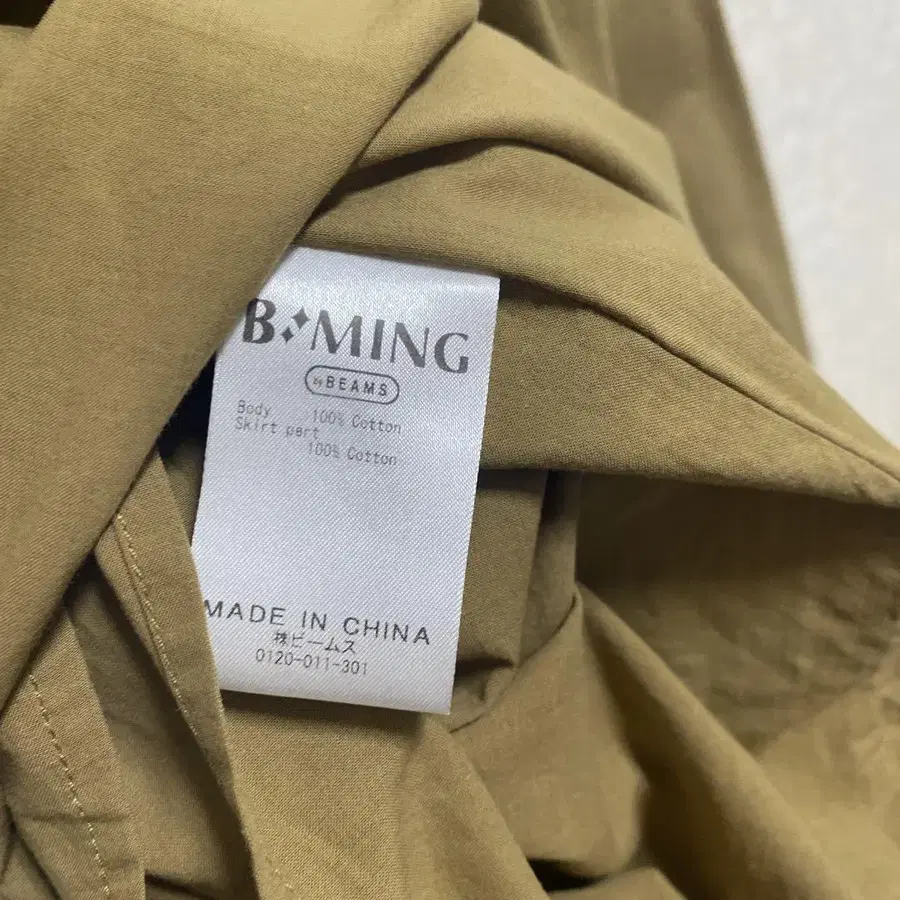 B:MING
by BEAMS
Body 100% Cotton
Skirt part
100% Cotton
MADE IN CHINA
㈱ビームス
0120-011-301